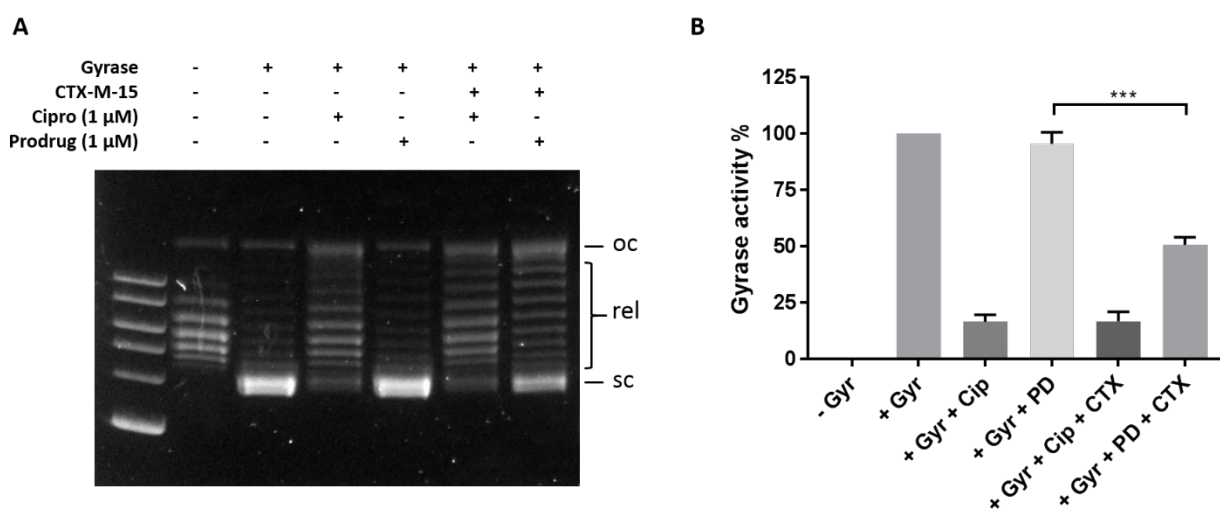 A
Gyrase - + + + + +
CTX-M-15 - - - - + +
Cipro (1 µM) - - + - + -
Prodrug (1 µM) - - - + - +
oc
rel
sc
B
***
Gyrase activity %
125
100
75
50
25
0
- Gyr
+ Gyr
+ Gyr + Cip
+ Gyr + PD
+ Gyr + Cip + CTX
+ Gyr + PD + CTX